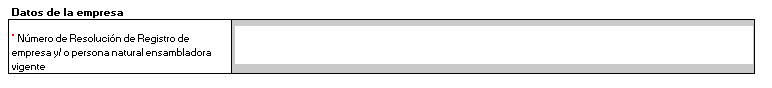 Datos de la empresa
* Número de Resolución de Registro de
empresa y/ o persona natural ensambladora
vigente